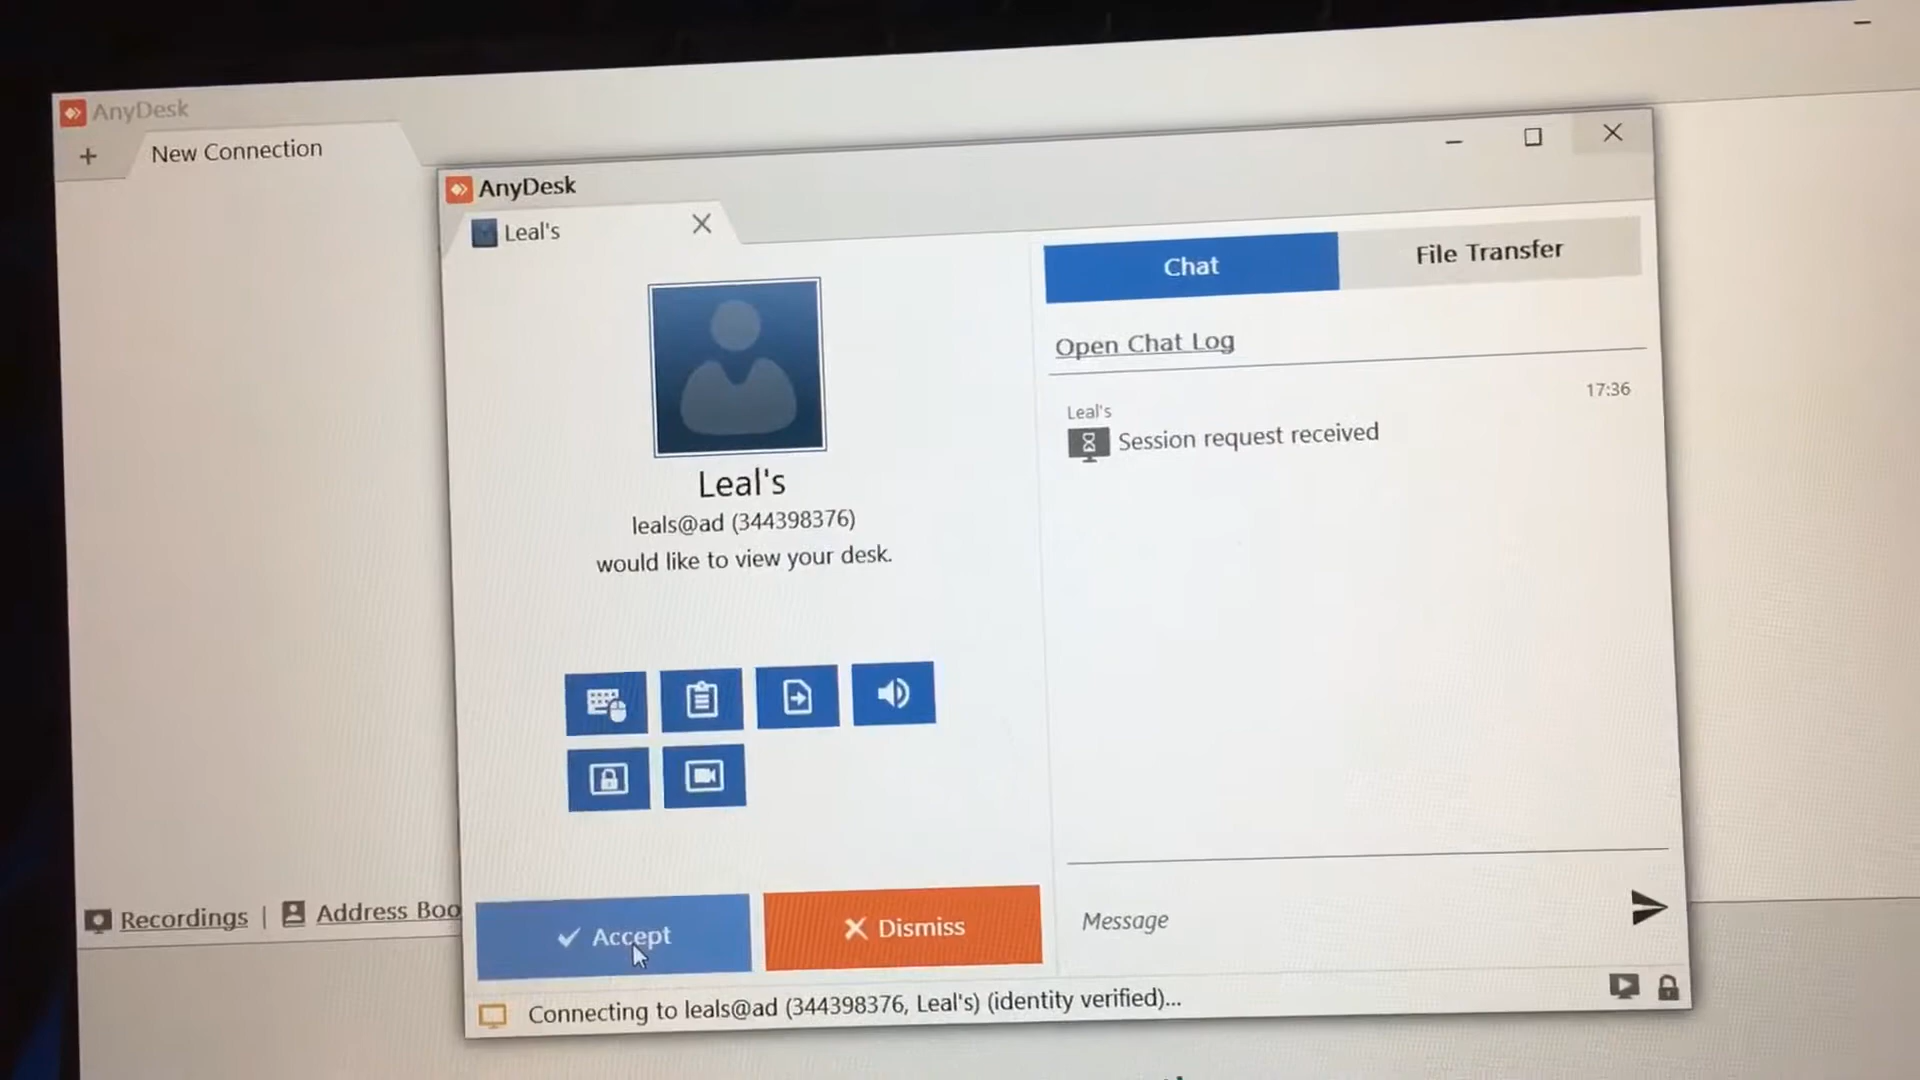 AnyDesk
New Connection
AnyDesk
Leal's
Leal's
leals@ad (344398376)
would like to view your desk.
Accept
Dismiss
Chat
File Transfer
Open Chat Log
17:36
Leal's
Session request received
Message
Connecting to leals@ad (344398376, Leal's) (identity verified)...
Recordings | Address Boo